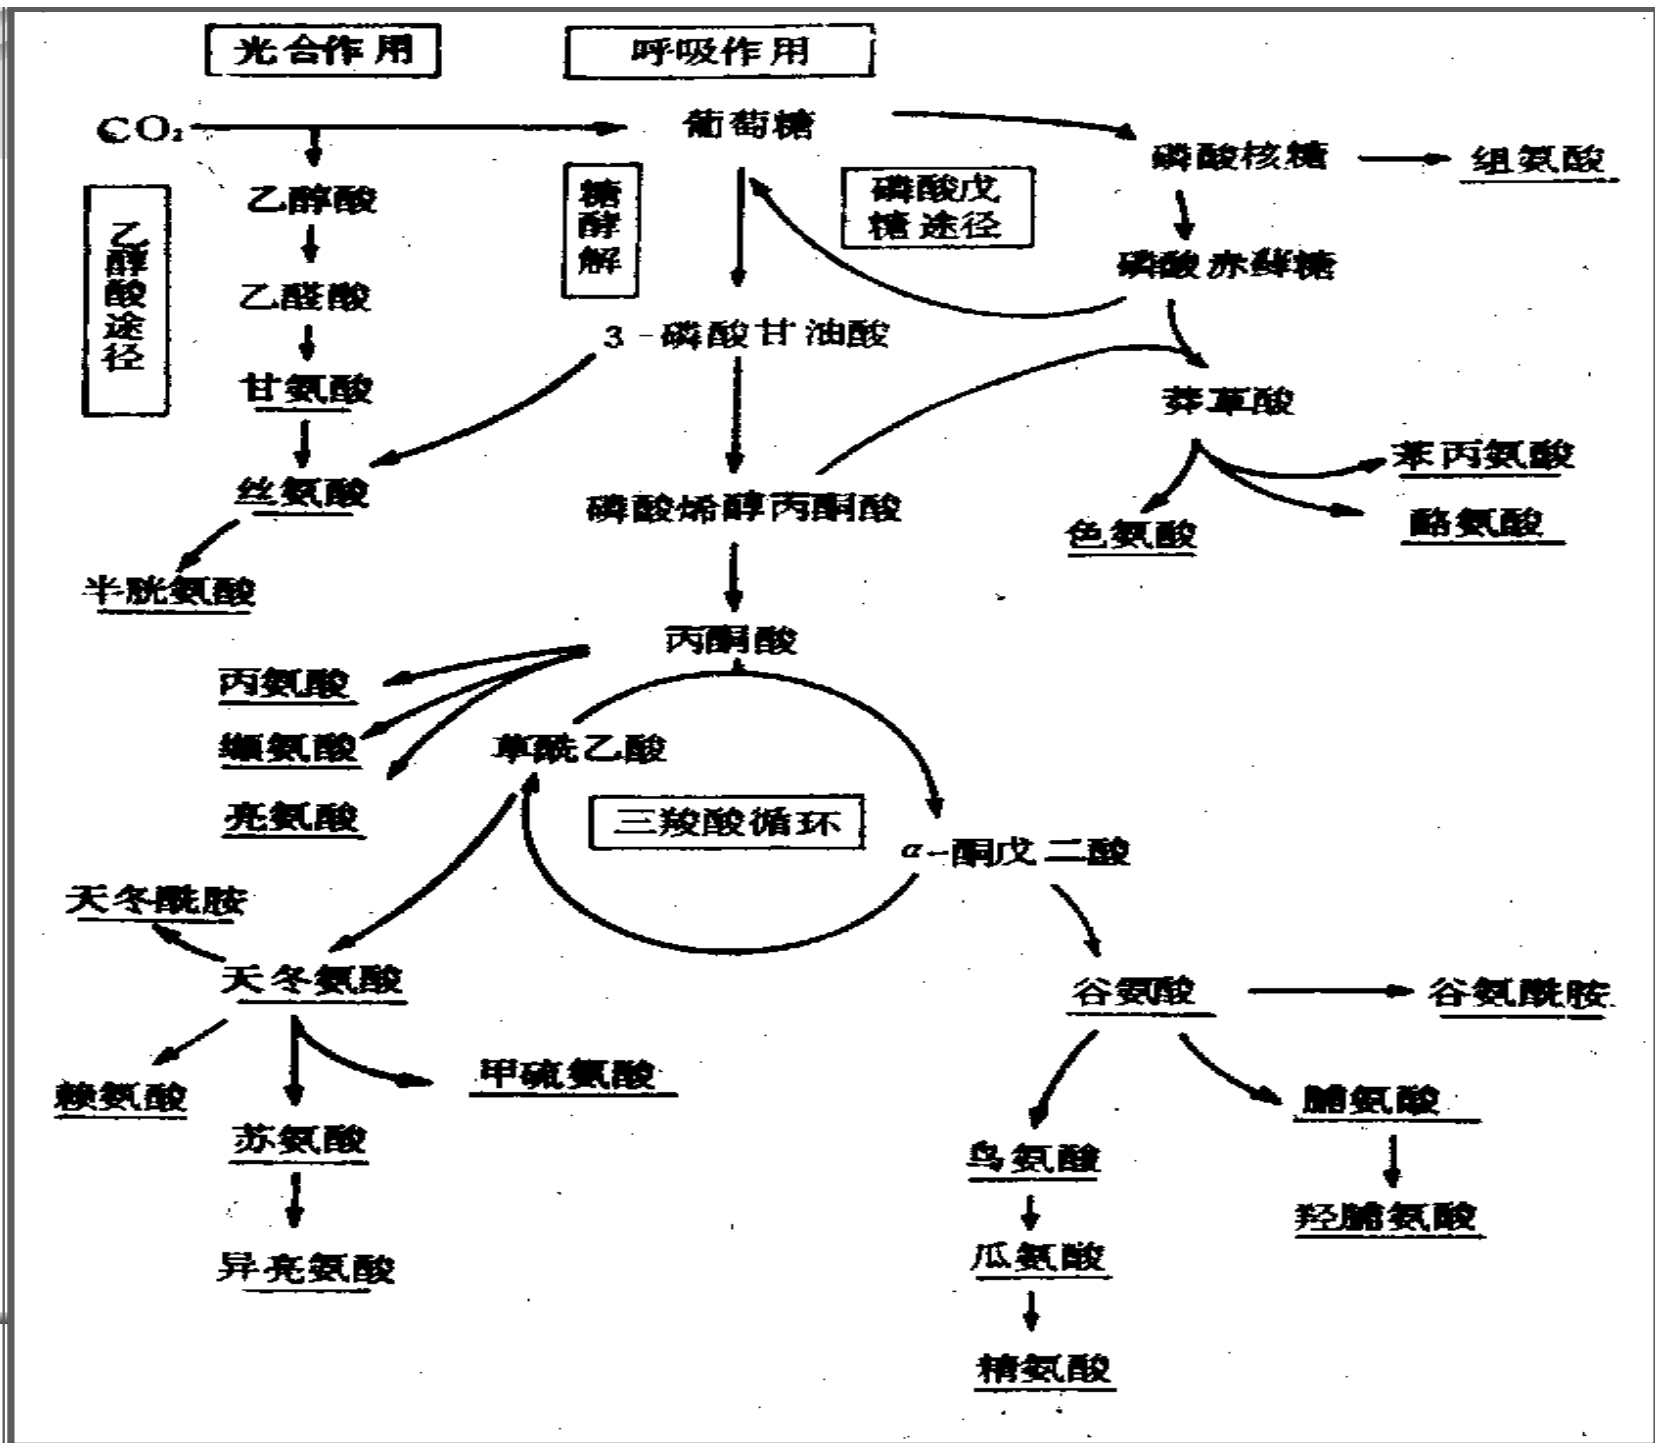 光合作用
呼吸作用
CO₂
葡萄糖
磷酸核糖
组氨酸
乙醇酸
乙醇酸途径
糖酵解
磷酸戊
糖途径
乙醛酸
磷酸赤藓糖
3-磷酸甘油酸
甘氨酸
莽草酸
苯丙氨酸
丝氨酸
磷酸烯醇丙酮酸
色氨酸
酪氨酸
半胱氨酸
丙酮酸
丙氨酸
缬氨酸
草酰乙酸
亮氨酸
三羧酸循环
α-酮戊二酸
天冬酰胺
天冬氨酸
谷氨酸
谷氨酰胺
赖氨酸
甲硫氨酸
脯氨酸
苏氨酸
鸟氨酸
羟脯氨酸
异亮氨酸
瓜氨酸
精氨酸